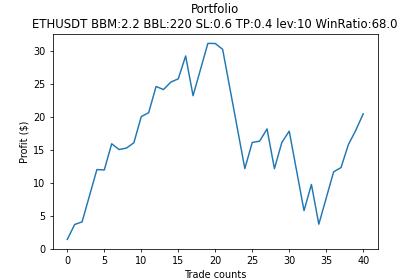 Portfolio
ETHUSDT BBM:2.2 BBL:220 SL:0.6 TP:0.4 lev:10 WinRatio:68.0
30
25
20
15
10
5
0
Profit ($)
0 5 10 15 20 25 30 35 40
Trade counts